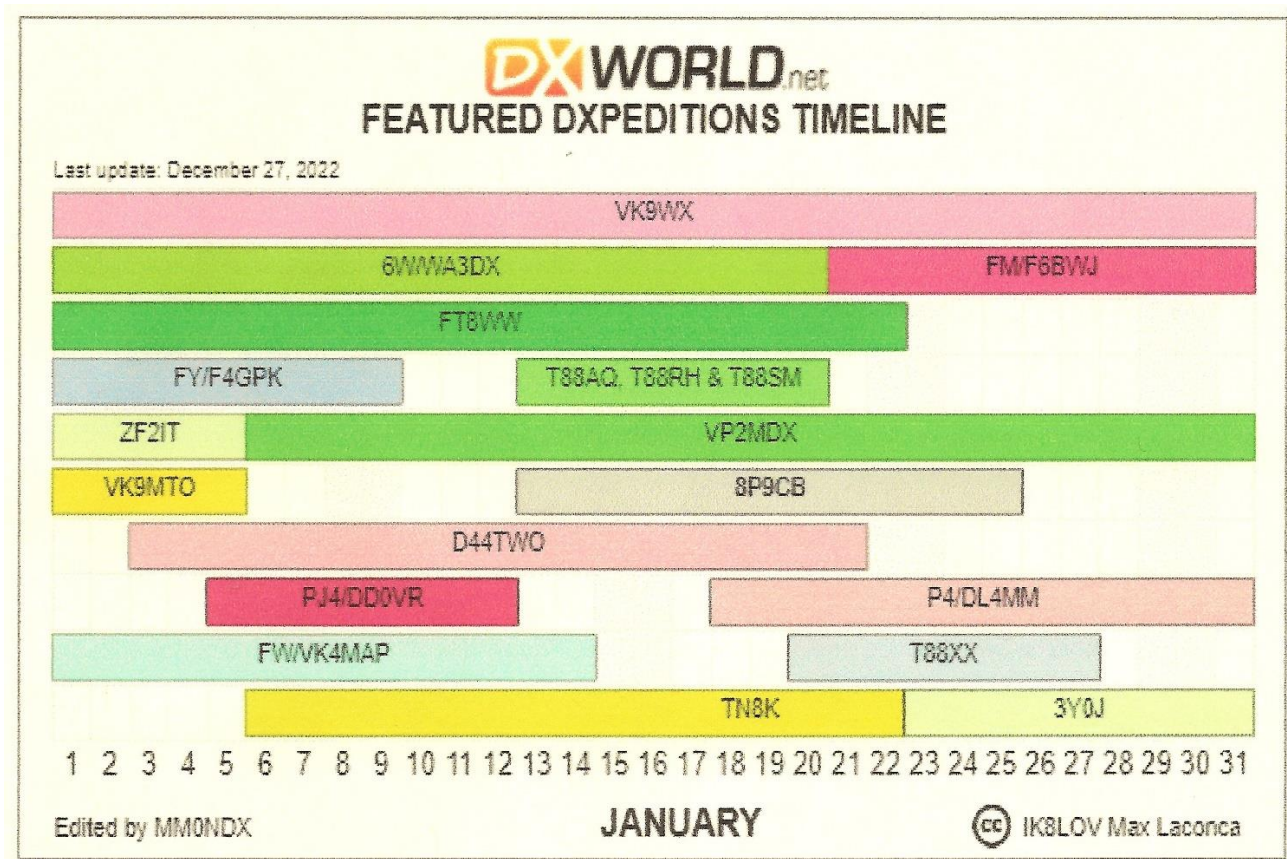 DX WORLD.net
FEATURED DXPEDITIONS TIMELINE
Last update: December 27, 2022
VK9WX
6W/WA3DX FM/F6BWJ
FT8WW
FY/F4GPK T88AQ, T88RH & T88SM
ZF2IT VP2MDX
VK9MTO 8P9CB
D44TWO
PJ4/DD0VR P4/DL4MM
FW/VK4MAP T88XX
TN8K 3Y0J
1 2 3 4 5 6 7 8 9 10 11 12 13 14 15 16 17 18 19 20 21 22 23 24 25 26 27 28 29 30 31
Edited by MM0NDX JANUARY cc IK8LOV Max Laconca